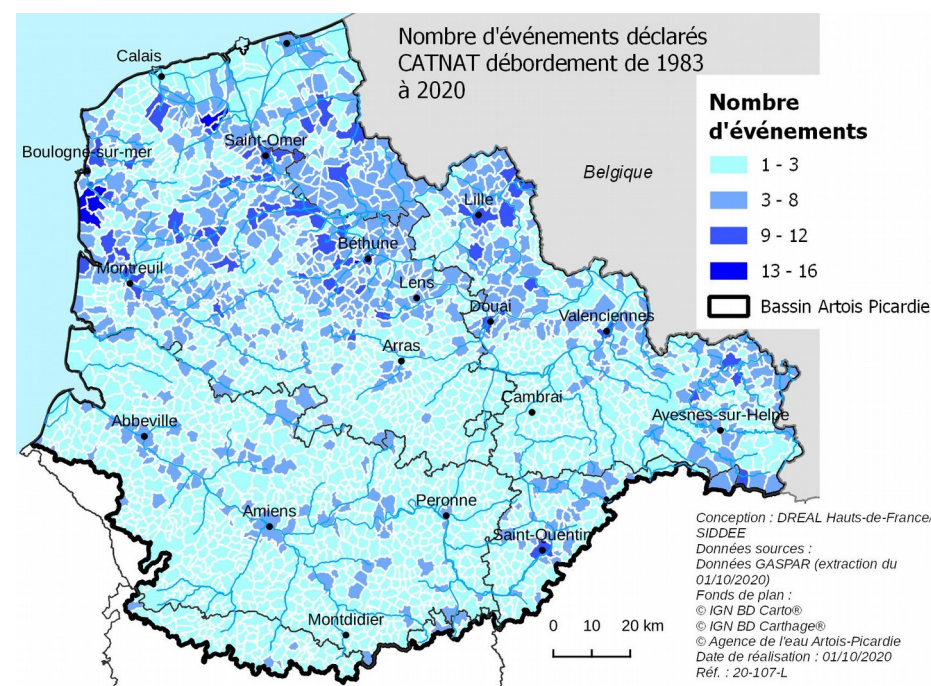 Nombre d'événements déclarés
CATNAT débordement de 1983
à 2020
Nombre
d'événements
1 - 3
3 - 8
9 - 12
13 - 16
Bassin Artois Picardie
Calais
Saint-Omer
Boulogne-sur-mer
Belgique
Lille
Béthune
Montreuil
Lens
Douai
Valenciennes
Arras
Cambrai
Avesnes-sur-Helpe
Abbeville
Peronne
Amiens
Saint-Quentin
Montdidier
0 10 20 km
Conception : DREAL Hauts-de-France/
SIDDEE
Données sources :
Données GASPAR (extraction du
01/10/2020)
Fonds de plan :
© IGN BD Carto®
© IGN BD Carthage®
© Agence de l'eau Artois-Picardie
Date de réalisation : 01/10/2020
Réf. : 20-107-L